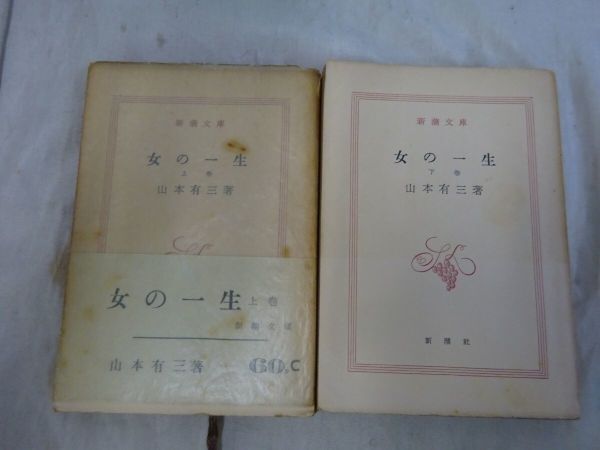 新潮文庫
女の一生
上巻
山本有三著
女の一生 上巻
新潮文庫
山本有三著 60.C
新潮文庫
女の一生
下巻
山本有三著
新潮社